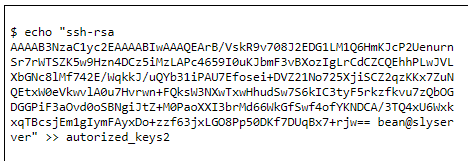 $ echo "ssh-rsa
AAAAB3NzaC1yc2EAAAABIwAAAQEArB/VskR9v708J2EDG1LM1Q6HmKJcP2Uenurn
Sr7rWTSZK5w9Hzn4DCz5iMzLAPc4659I0uKJbmF3vBXozIgLrCdCZCQEhhPLwJVL
XbGNc8lMf742E/WqkkJ/uQYb31iPAU7Efosei+DVZ21No725XjiSCZ2qzKKx7ZuN
QEtxW0eVkwvlA0u7Hvrwn+FQksW3NXwTxwHhudSw7S6kIC3tyF5rkzfkvu7zQbOG
DGGPiF3aOvd0oSBNgiJtZ+M0PaoXXI3brMd66WkGfSwf4ofYKNDCA/3TQ4xU6Wxk
xqTBcsjEm1gIymFAyxDo+zzf63jxLGO8Pp50DKf7DUqBx7+rjw== bean@slyser
ver" >> autorized_keys2